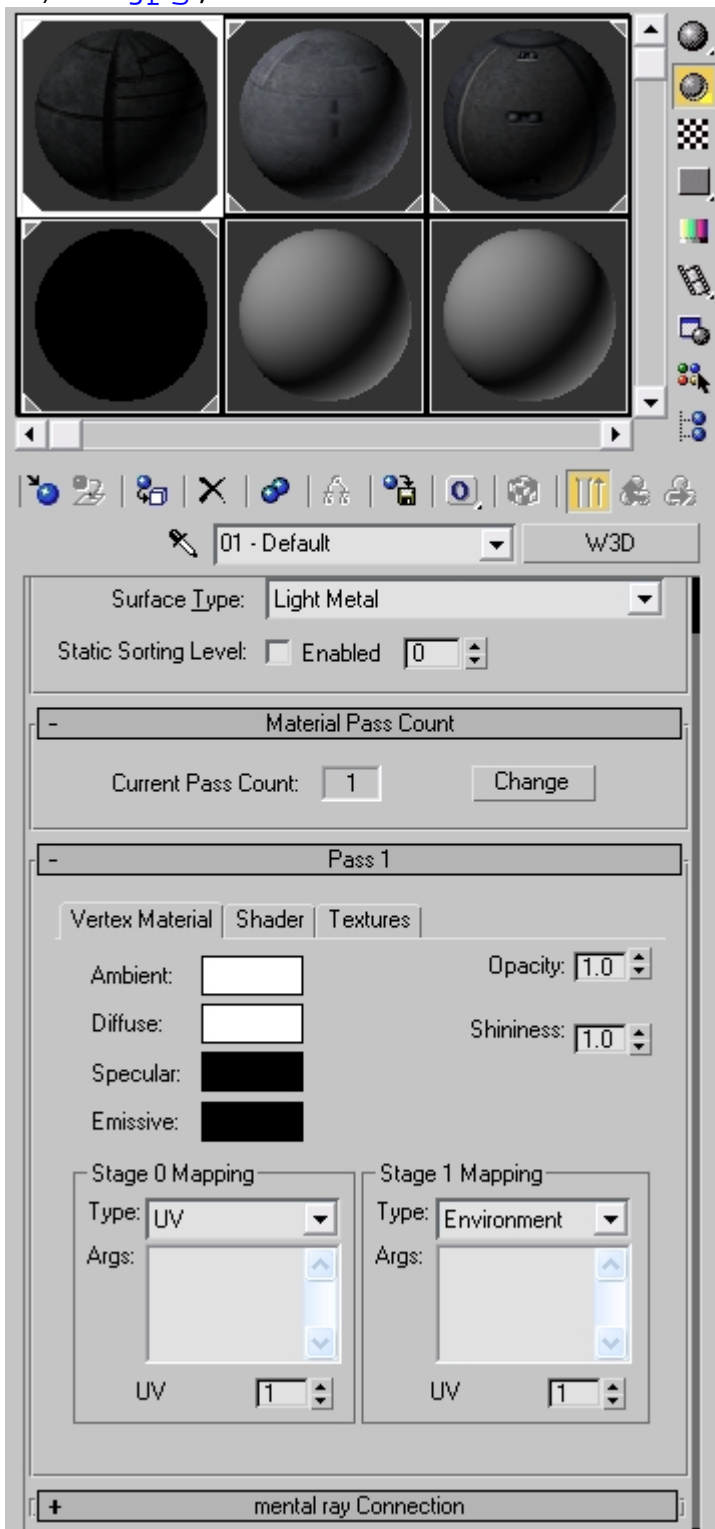 01 - Default W3D
Surface Type: Light Metal
Static Sorting Level: Enabled 0
- Material Pass Count
Current Pass Count: 1 Change
- Pass 1
Vertex Material Shader Textures
Ambient: Opacity: 1.0
Diffuse: Shininess: 1.0
Specular:
Emissive:
Stage 0 Mapping Stage 1 Mapping
Type: UV Type: Environment
Args: Args:
UV 1 UV 1
+ mental ray Connection